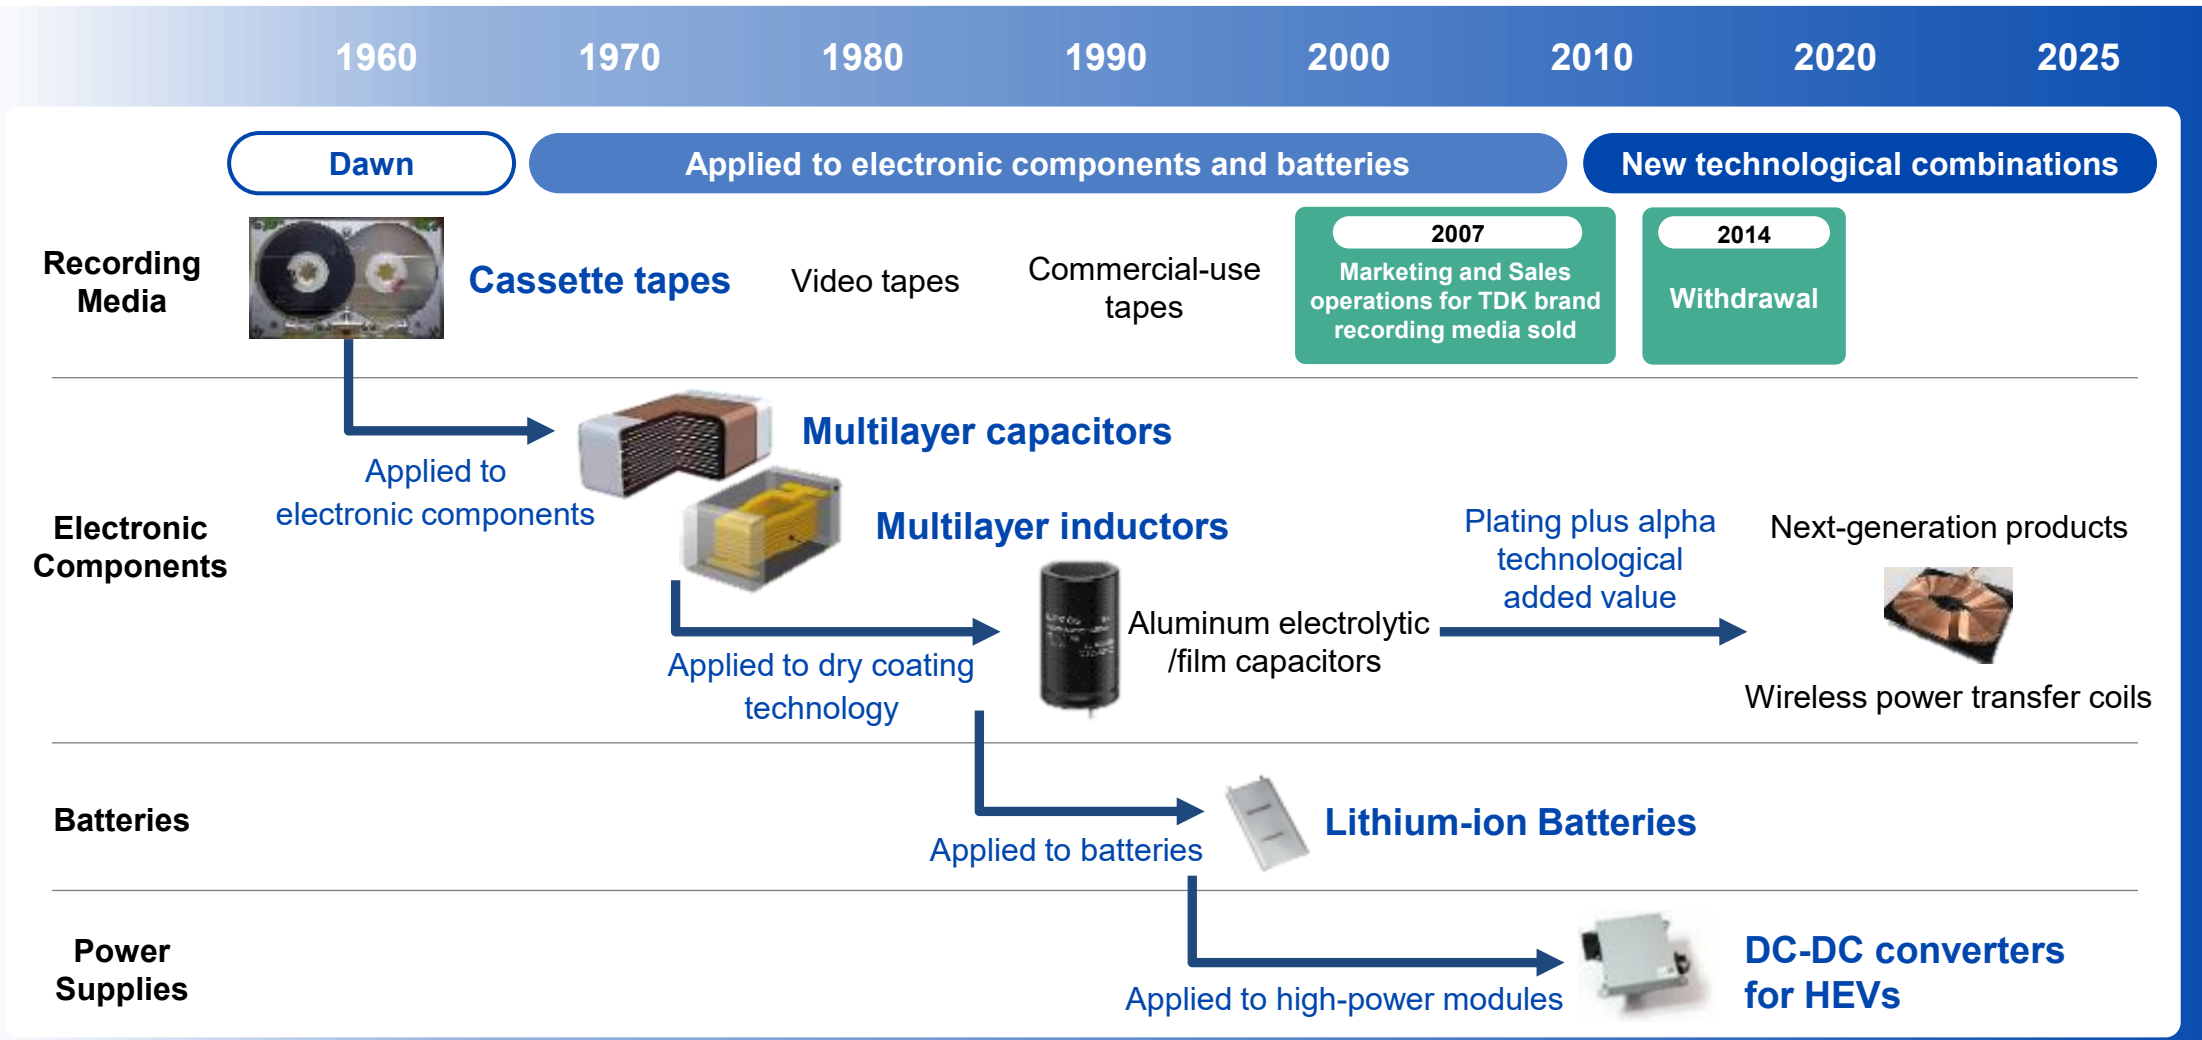 1960 1970 1980 1990 2000 2010 2020 2025
Dawn
Applied to electronic components and batteries
New technological combinations
Recording
Media
Cassette tapes
Video tapes
Commercial-use
tapes
2007
Marketing and Sales
operations for TDK brand
recording media sold
2014
Withdrawal
Electronic
Components
Applied to
electronic components
Multilayer capacitors
Multilayer inductors
Applied to dry coating
technology
Aluminum electrolytic
/film capacitors
Plating plus alpha
technological
added value
Next-generation products
Wireless power transfer coils
Batteries
Applied to batteries
Lithium-ion Batteries
Power
Supplies
Applied to high-power modules
DC-DC converters
for HEVs